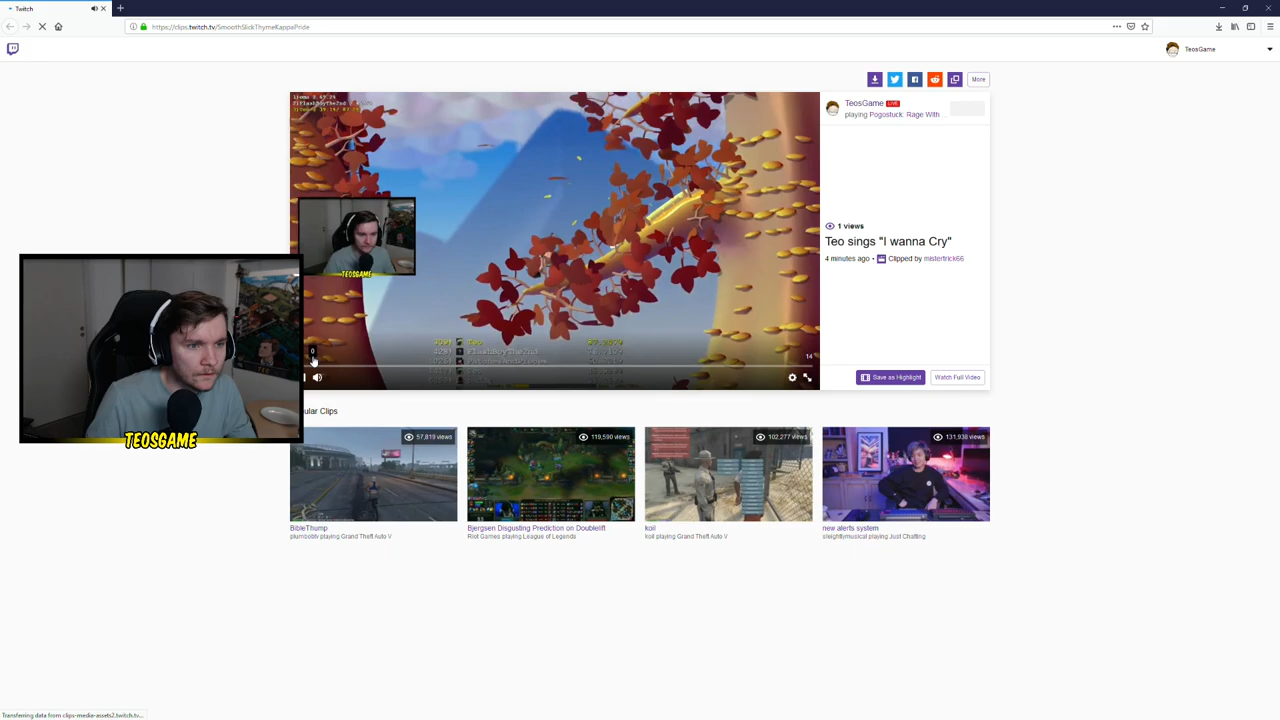 Twitch
https://clips.twitch.tv/SmoothSlickThymeKappaPride
TeosGame
More
TeosGame LIVE
playing Pogostuck: Rage With ...
1 views
Teo sings "I wanna Cry"
4 minutes ago • Clipped by mistertrick66
0
14
Save as Highlight
Watch Full Video
TEOSGAME
TEOSGAME
ular Clips
57,819 views
119,590 views
102,277 views
131,938 views
BibleThump
plumbobtv playing Grand Theft Auto V
Bjergsen Disgusting Prediction on Doublelift
Riot Games playing League of Legends
koil
koil playing Grand Theft Auto V
new alerts system
sleightlymusical playing Just Chatting
Transferring data from clips-media-assets2.twitch.tv...